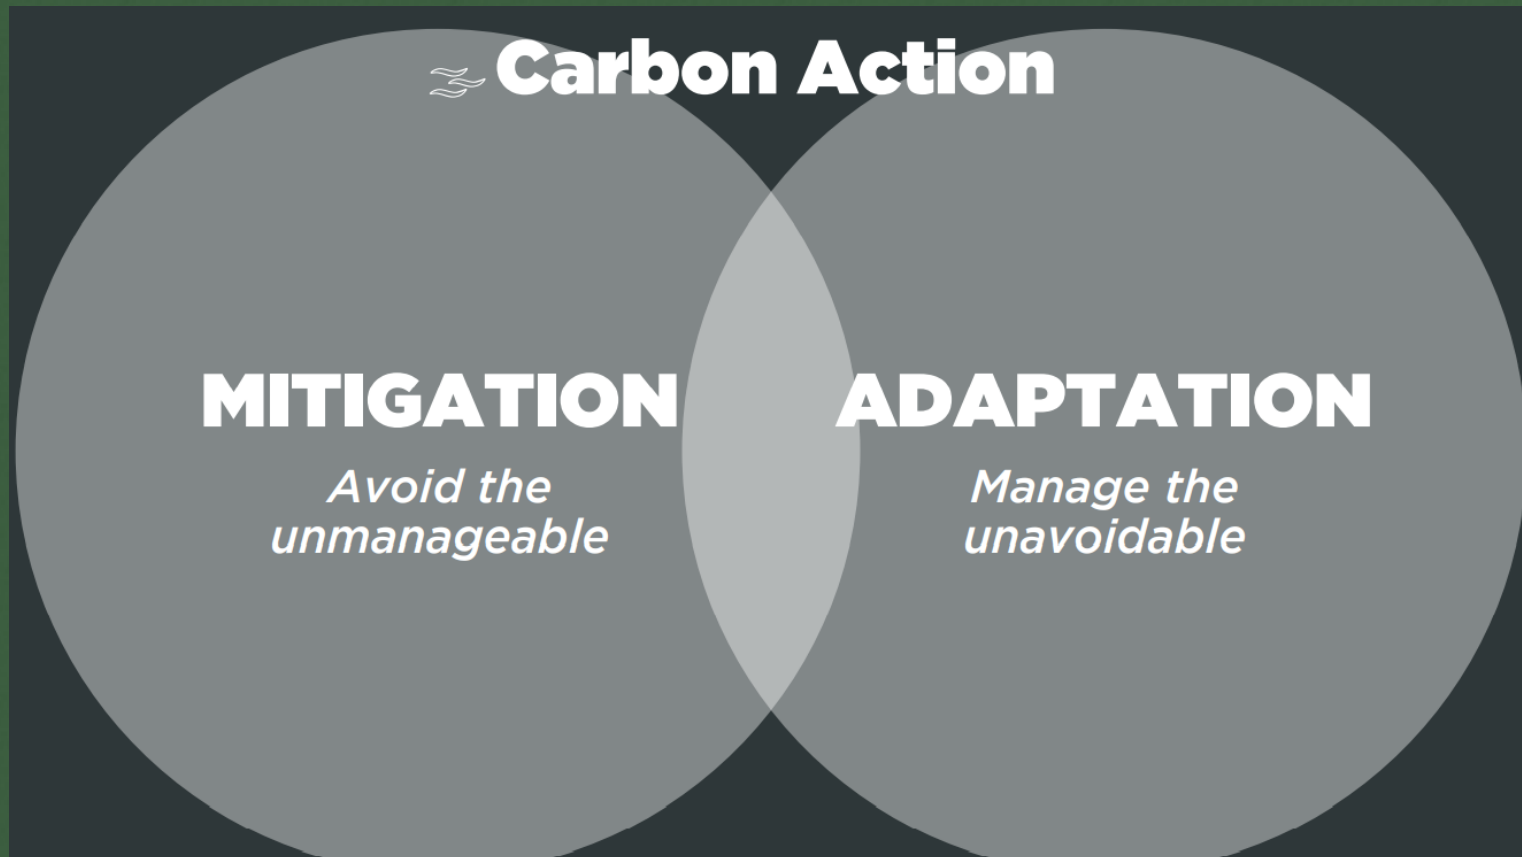 Carbon Action
MITIGATION
Avoid the
unmanageable
ADAPTATION
Manage the
unavoidable